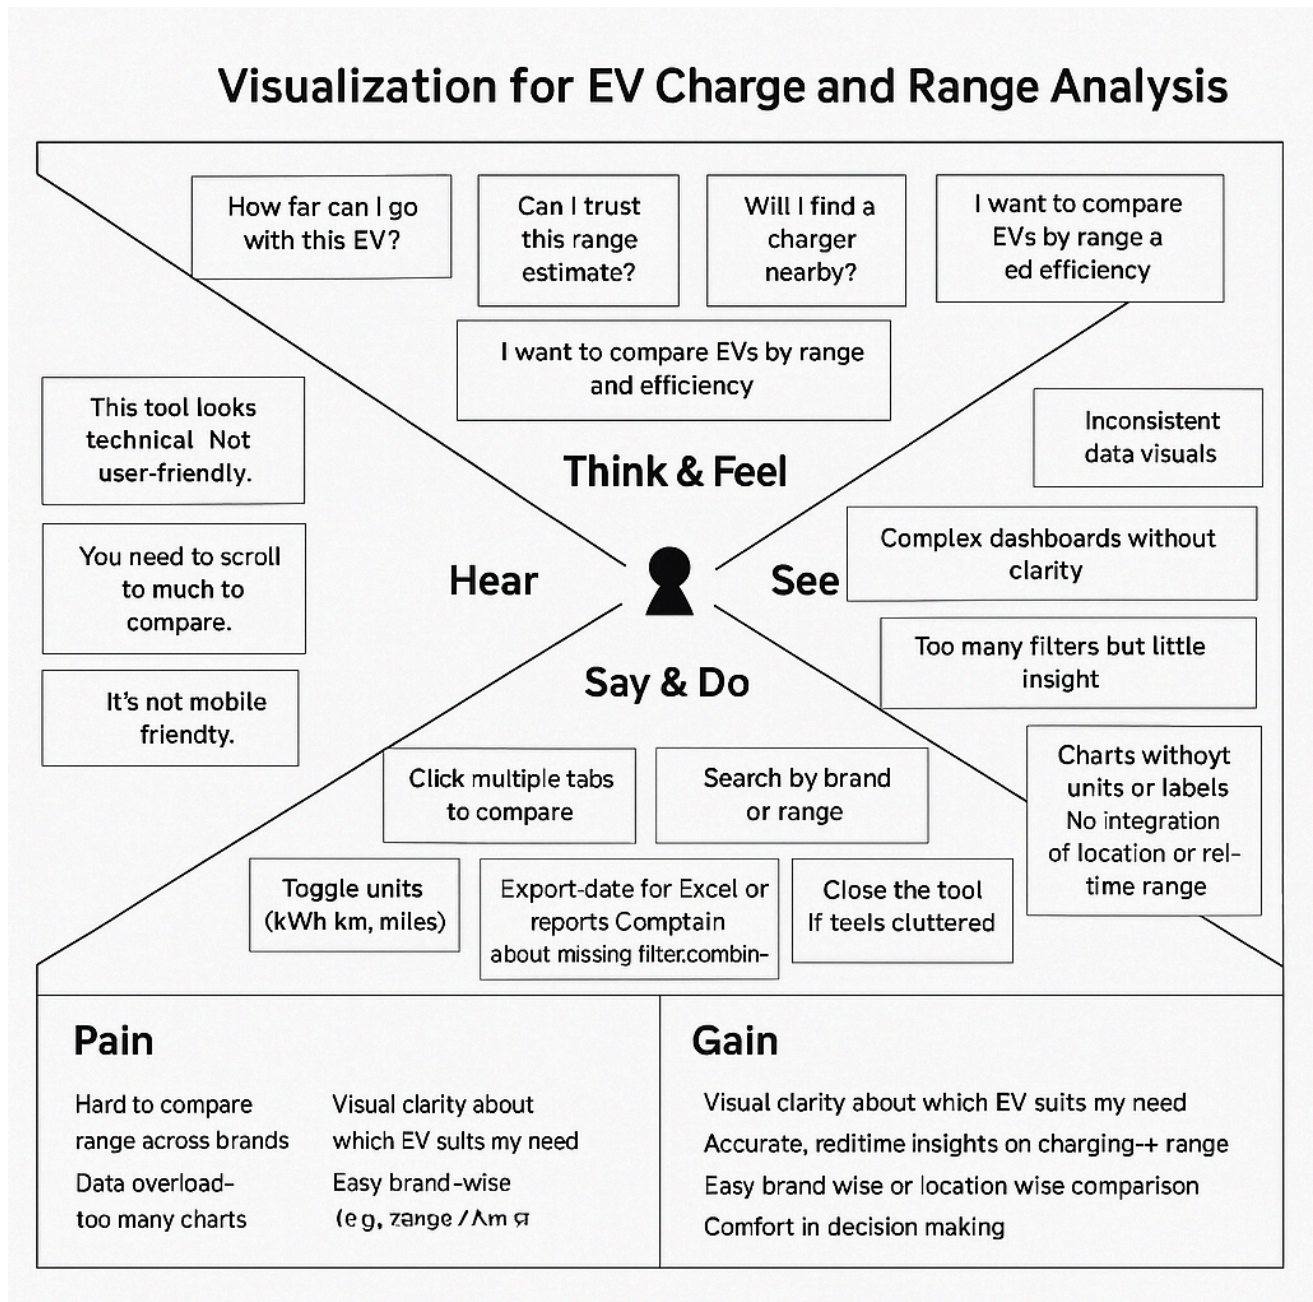 Visualization for EV Charge and Range Analysis
How far can I go
with this EV?
Can I trust
this range
estimate?
Will I find a
charger
nearby?
I want to compare
EVs by range a
ed efficiency
I want to compare EVs by range
and efficiency
Think & Feel
This tool looks
technical Not
user-friendly.
You need to scroll
to much to
compare.
It's not mobile
friendty.
Hear
See
Inconsistent
data visuals
Complex dashboards without
clarity
Too many filters but little
insight
Charts withoyt
units or labels
No integration
of location or rel-
time range
Say & Do
Click multiple tabs
to compare
Search by brand
or range
Toggle units
(kWh km, miles)
Export-date for Excel or
reports Comptain
about missing filter.combin-
Close the tool
If teels cluttered
Pain
Hard to compare
range across brands
Data overload-
too many charts
Visual clarity about
which EV sults my need
Easy brand-wise
(eg, zange /
Gain
Visual clarity about which EV suits my need
Accurate, reditime insights on charging-+ range
Easy brand wise or location wise comparison
Comfort in decision making